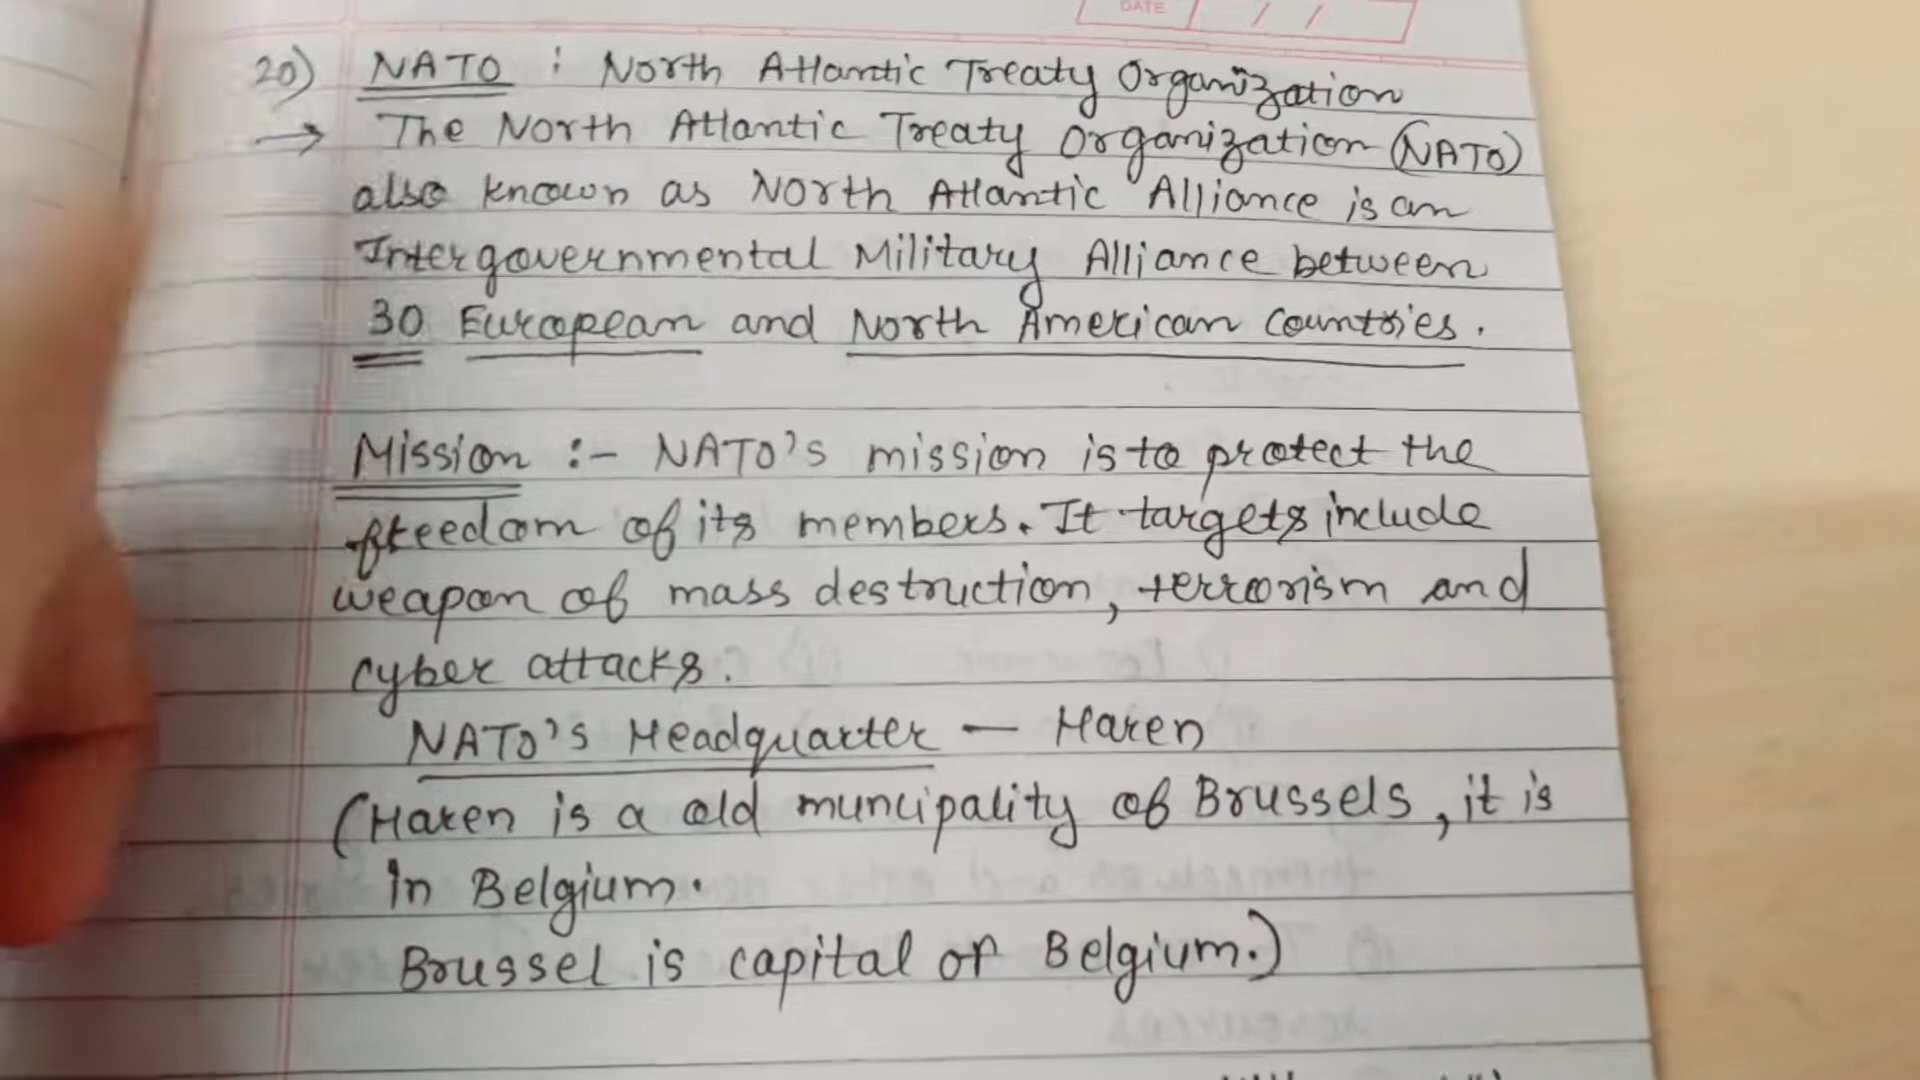 DATE / /
20) NATO : North Atlantic Treaty Organization
→ The North Atlantic Treaty Organization (NATO)
also known as North Atlantic Alliance is an
Intergovernmental Military Alliance between
30 European and North American Countries.
Mission :- NATO's mission is to protect the
freedom of its members. It targets include
weapon of mass destruction, terrorism and
cyber attacks.
NATO's Headquarter — Haren
(Haren is a old muncipality of Brussels, it is
in Belgium.
Brussel is capital of Belgium.)